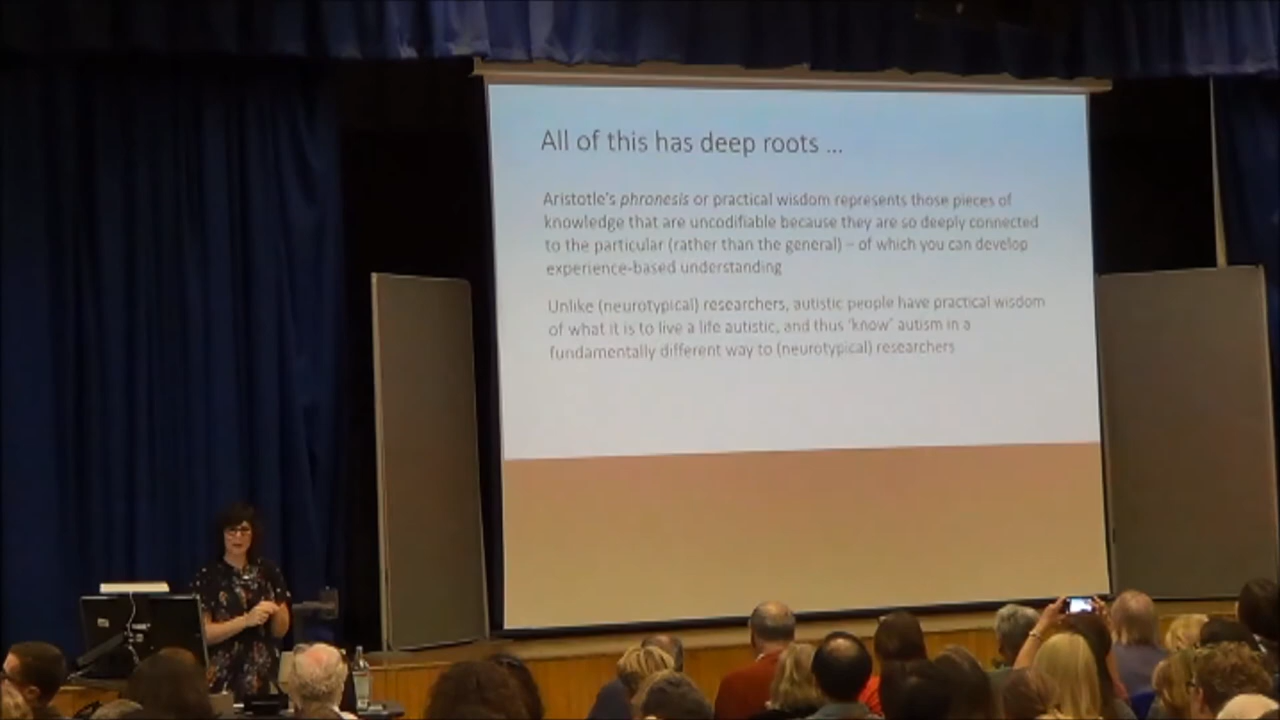 All of this has deep roots ...
Aristotle's phronesis or practical wisdom represents those pieces of
knowledge that are uncodifiable because they are so deeply connected
to the particular (rather than the general) – of which you can develop
experience-based understanding
Unlike (neurotypical) researchers, autistic people have practical wisdom
of what it is to live a life autistic, and thus 'know' autism in a
fundamentally different way to (neurotypical) researchers